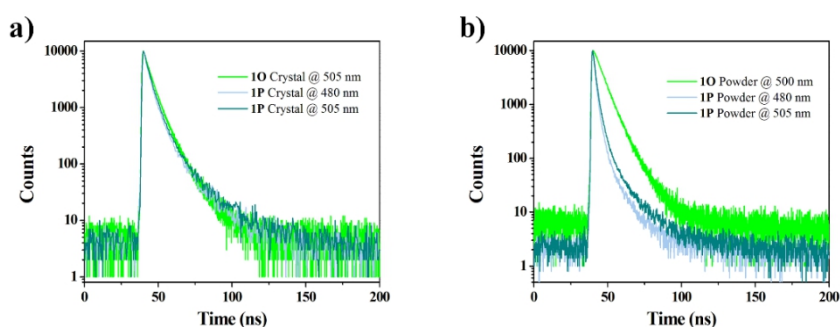 a)
10000
1000
100
10
1
Counts
1O Crystal @ 505 nm
1P Crystal @ 480 nm
1P Crystal @ 505 nm
0 50 100 150 200
Time (ns)
b)
10000
1000
100
10
1
Counts
1O Powder @ 500 nm
1P Powder @ 480 nm
1P Powder @ 505 nm
0 50 100 150 200
Time (ns)